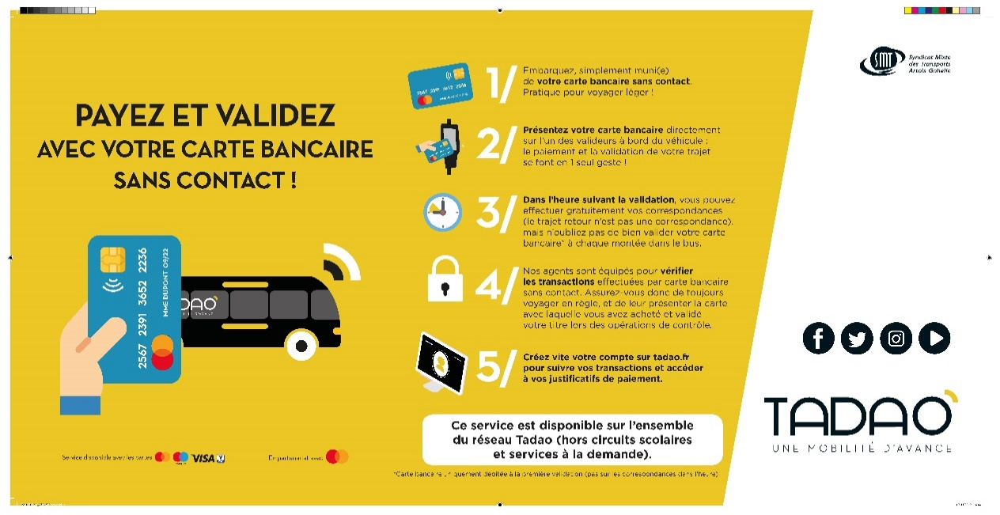 PAYEZ ET VALIDEZ
AVEC VOTRE CARTE BANCAIRE
SANS CONTACT !
2567 2391 3652 2236
MME DUPONT 09/22
DAO
Service disponible avec les cartes
VISA
En partenariat avec
1/
Embarquez, simplement muni(e)
de votre carte bancaire sans contact.
Pratique pour voyager léger !
2567 2391 3652 2236
2/
Présentez votre carte bancaire directement
sur l'un des valideurs à bord du véhicule :
le paiement et la validation de votre trajet
se font en 1 seul geste !
3/
Dans l'heure suivant la validation, vous pouvez
effectuer gratuitement vos correspondances
(le trajet retour n'est pas une correspondance),
mais n'oubliez pas de bien valider votre carte
bancaire* à chaque montée dans le bus.
4/
Nos agents sont équipés pour vérifier
les transactions effectuées par carte bancaire
sans contact. Assurez-vous donc de toujours
voyager en règle, et de leur présenter la carte
avec laquelle vous avez acheté et validé
votre titre lors des opérations de contrôle.
5/
Créez vite votre compte sur tadao.fr
pour suivre vos transactions et accéder
à vos justificatifs de paiement.
Ce service est disponible sur l'ensemble
du réseau Tadao (hors circuits scolaires
et services à la demande).
*Carte bancaire uniquement débitée à la première validation (pas sur les correspondances dans l'heure)
SMT
Syndicat Mixte
des Transports
Artois Gohelle
TADAO
UNE MOBILITÉ D'AVANCE